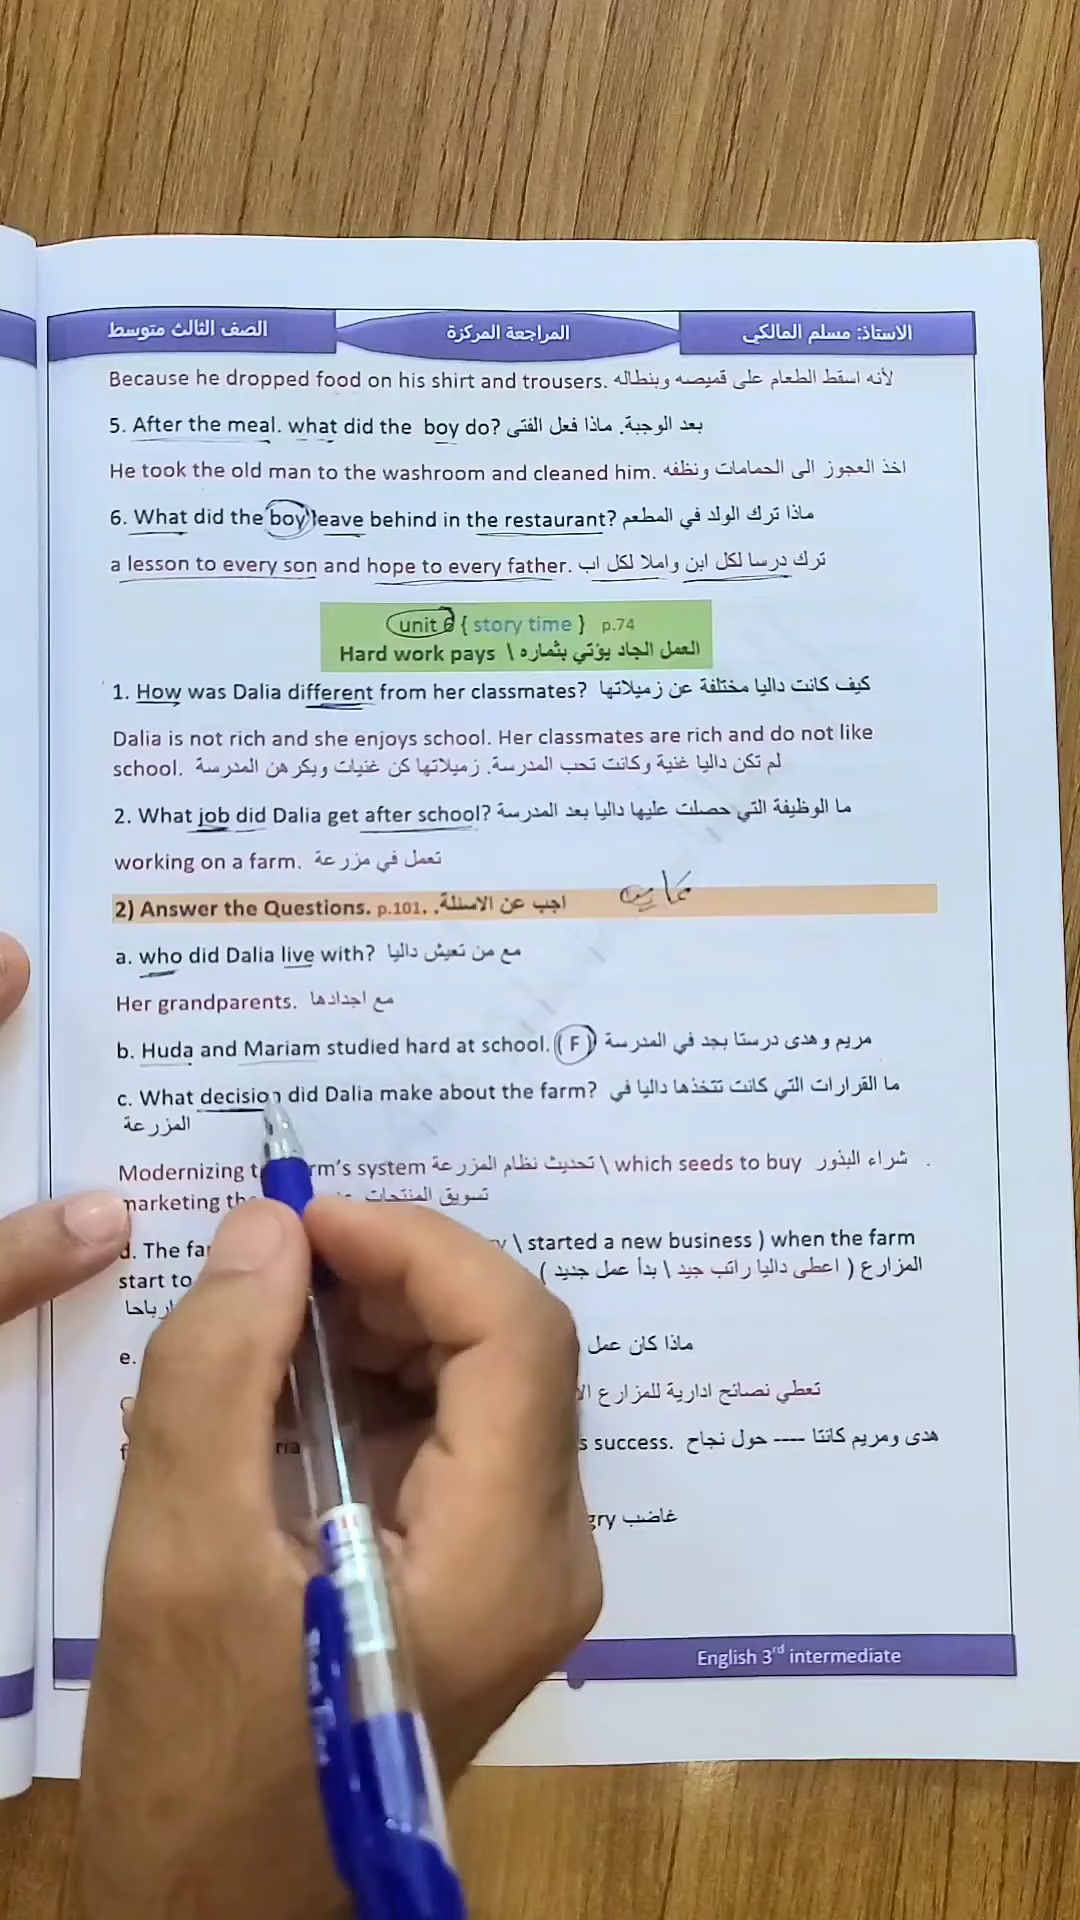 الاستاذ: مسلم المالكي المراجعة المركزة الصف الثالث متوسط
Because he dropped food on his shirt and trousers. لأنه اسقط الطعام على قميصه وبنطاله
5. After the meal. what did the boy do? بعد الوجبة. ماذا فعل الفتى
He took the old man to the washroom and cleaned him. اخذ العجوز الى الحمامات ونظفه
6. What did the boy leave behind in the restaurant? ماذا ترك الولد في المطعم
a lesson to every son and hope to every father. ترك درسا لكل ابن واملا لكل اب
unit 6 { story time } p.74
Hard work pays \ العمل الجاد يؤتي بثماره
1. How was Dalia different from her classmates? كيف كانت داليا مختلفة عن زميلاتها
Dalia is not rich and she enjoys school. Her classmates are rich and do not like
school. لم تكن داليا غنية وكانت تحب المدرسة. زميلاتها كن غنيات ويكرهن المدرسة
2. What job did Dalia get after school? ما الوظيفة التي حصلت عليها داليا بعد المدرسة
working on a farm. تعمل في مزرعة
2) Answer the Questions. p.101. اجب عن الاسئلة.
a. who did Dalia live with? مع من تعيش داليا
Her grandparents. مع اجدادها
b. Huda and Mariam studied hard at school. ( F ) مريم وهدى درستا بجد في المدرسة
c. What decision did Dalia make about the farm? ما القرارات التي كانت تتخذها داليا في
المزرعة
Modernizing rm's system تحديث نظام المزرعة \ which seeds to buy شراء البذور .
marketing تسويق المنتجات
d. The \ started a new business ) when the farm
start to المزارع ( اعطى داليا راتب جيد \ بدأ عمل جديد )
ارباحا
e. ماذا كان عمل
تعطي نصائح ادارية للمزارع
success. هدى ومريم كانتا ---- حول نجاح
gry غاضب
English 3rd intermediate